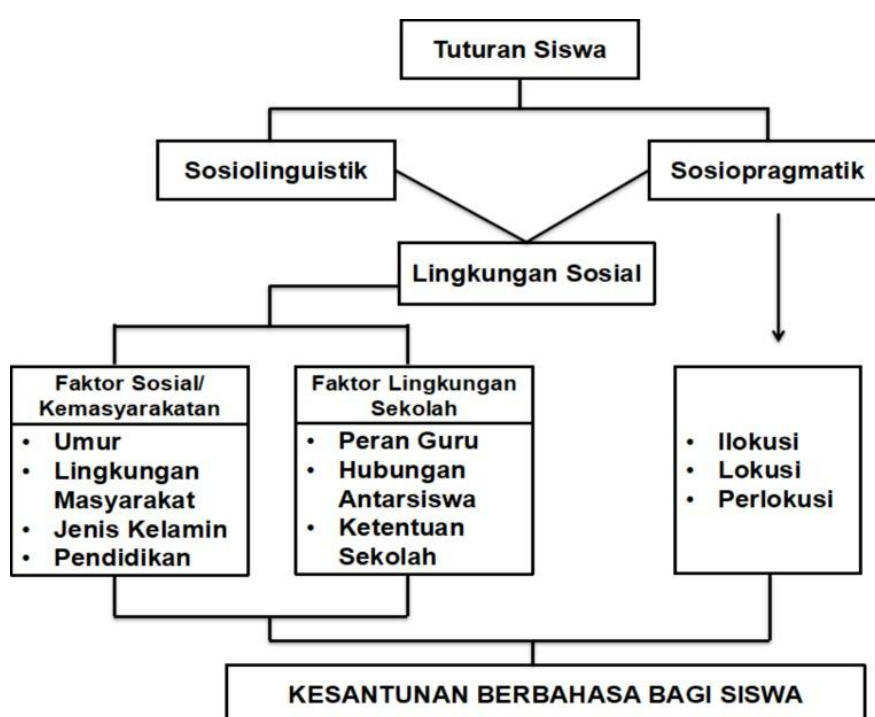 Tuturan Siswa
Sosiolinguistik
Sosiopragmatik
Lingkungan Sosial
Faktor Sosial/
Kemasyarakatan
• Umur
• Lingkungan
Masyarakat
• Jenis Kelamin
• Pendidikan
Faktor Lingkungan
Sekolah
• Peran Guru
• Hubungan
Antarsiswa
• Ketentuan
Sekolah
• Ilokusi
• Lokusi
• Perlokusi
KESANTUNAN BERBAHASA BAGI SISWA